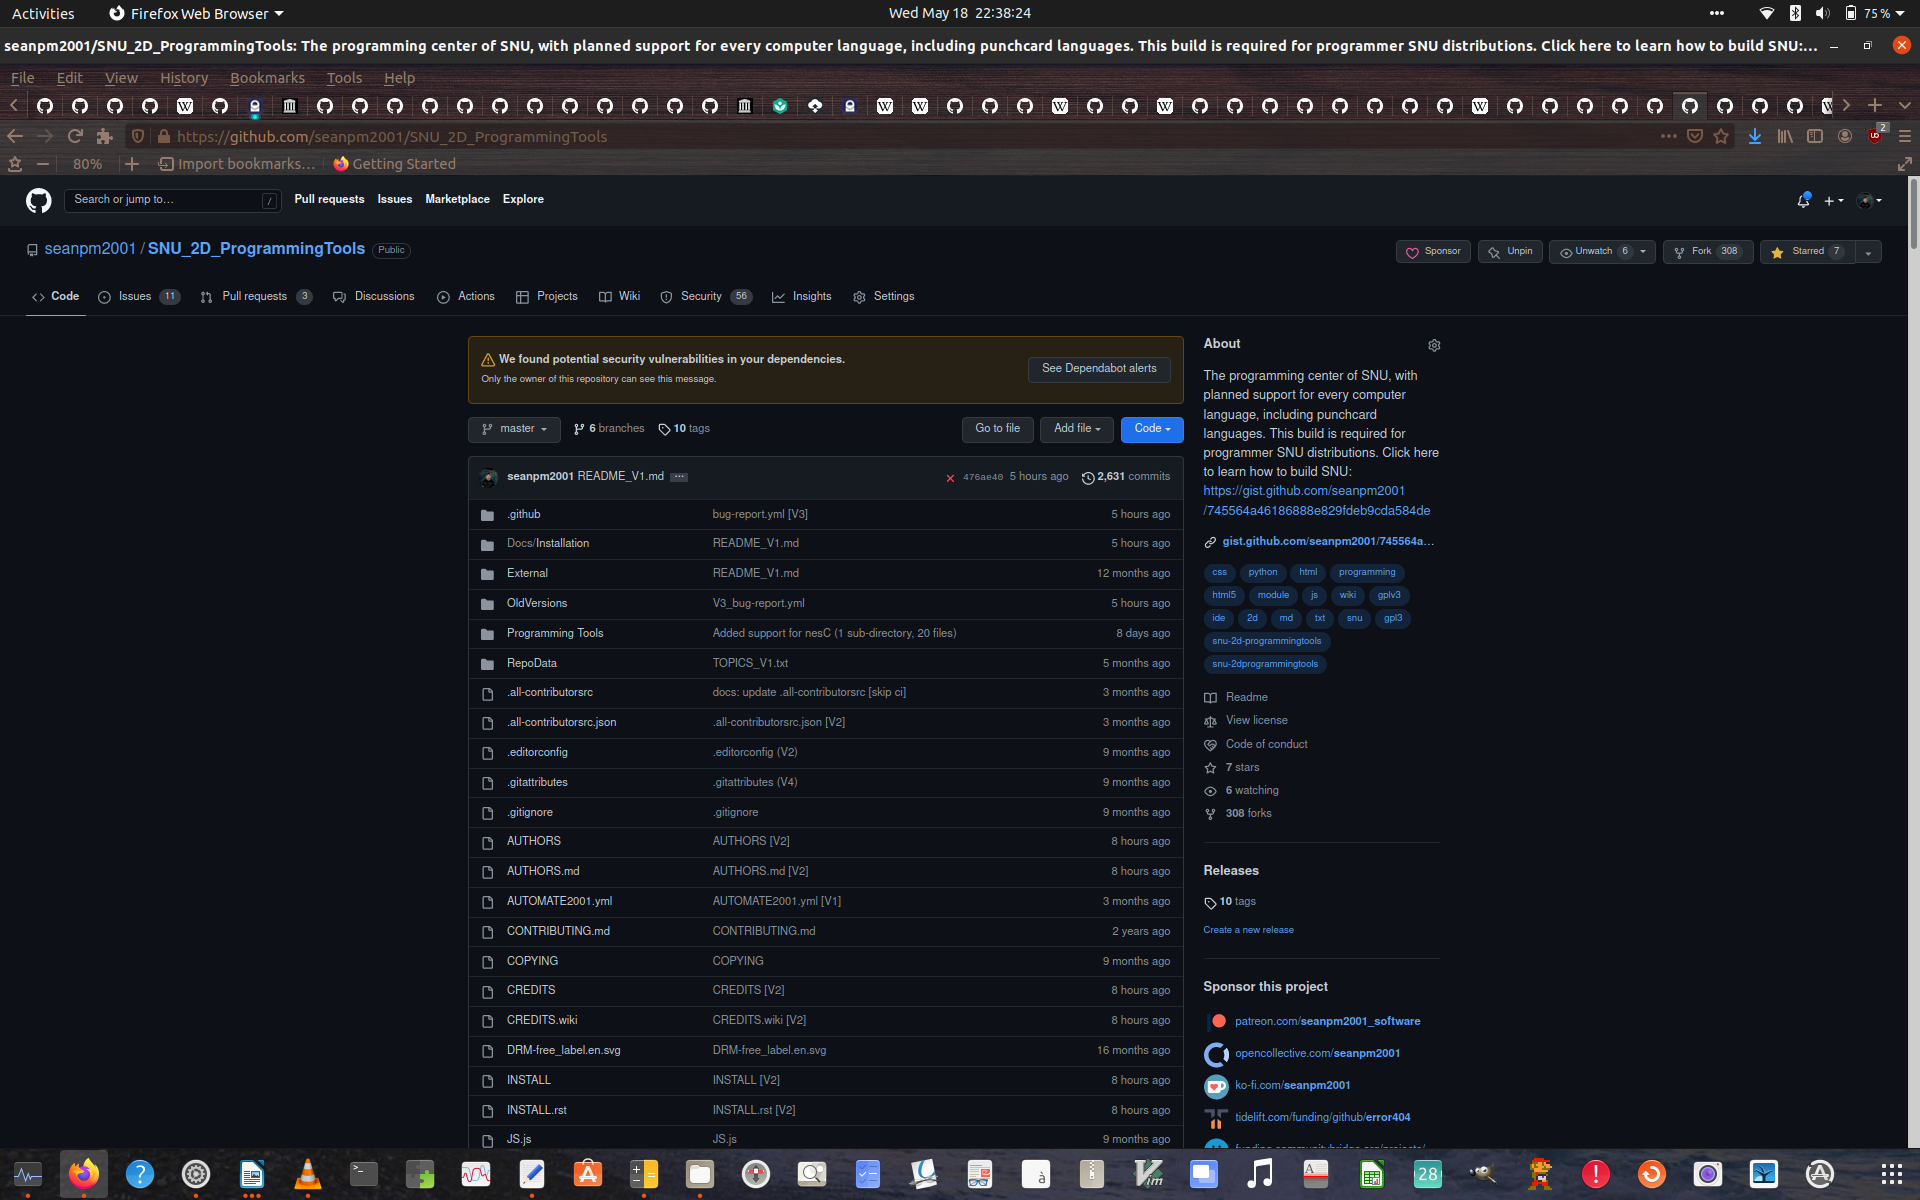 Activities
Firefox Web Browser
Wed May 18 22:38:24
75 %
seanpm2001/SNU_2D_ProgrammingTools: The programming center of SNU, with planned support for every computer language, including punchcard languages. This build is required for programmer SNU distributions. Click here to learn how to build SNU:...
File Edit View History Bookmarks Tools Help
https://github.com/seanpm2001/SNU_2D_ProgrammingTools
2
80%
Import bookmarks...
Getting Started
Search or jump to...
/
Pull requests Issues Marketplace Explore
seanpm2001 / SNU_2D_ProgrammingTools
Public
Sponsor
Unpin
Unwatch 6
Fork 308
Starred 7
Code
Issues 11
Pull requests 3
Discussions
Actions
Projects
Wiki
Security 56
Insights
Settings
We found potential security vulnerabilities in your dependencies.
Only the owner of this repository can see this message.
See Dependabot alerts
master
6 branches
10 tags
Go to file
Add file
Code
seanpm2001 README_V1.md
476ae40 5 hours ago
2,631 commits
.github bug-report.yml [V3] 5 hours ago
Docs/Installation README_V1.md 5 hours ago
External README_V1.md 12 months ago
OldVersions V3_bug-report.yml 5 hours ago
Programming Tools Added support for nesC (1 sub-directory, 20 files) 8 days ago
RepoData TOPICS_V1.txt 5 months ago
.all-contributorsrc docs: update .all-contributorsrc [skip ci] 3 months ago
.all-contributorsrc.json .all-contributorsrc.json [V2] 3 months ago
.editorconfig .editorconfig (V2) 9 months ago
.gitattributes .gitattributes (V4) 9 months ago
.gitignore .gitignore 9 months ago
AUTHORS AUTHORS [V2] 8 hours ago
AUTHORS.md AUTHORS.md [V2] 8 hours ago
AUTOMATE2001.yml AUTOMATE2001.yml [V1] 3 months ago
CONTRIBUTING.md CONTRIBUTING.md 2 years ago
COPYING COPYING 9 months ago
CREDITS CREDITS [V2] 8 hours ago
CREDITS.wiki CREDITS.wiki [V2] 8 hours ago
DRM-free_label.en.svg DRM-free_label.en.svg 16 months ago
INSTALL INSTALL [V2] 8 hours ago
INSTALL.rst INSTALL.rst [V2] 8 hours ago
JS.js JS.js 9 months ago
About
The programming center of SNU, with
planned support for every computer
language, including punchcard
languages. This build is required for
programmer SNU distributions. Click here
to learn how to build SNU:
https://gist.github.com/seanpm2001
/745564a46186888e829fdeb9cda584de
gist.github.com/seanpm2001/745564a...
css python html programming
html5 module js wiki gplv3
ide 2d md txt snu gpl3
snu-2d-programmingtools
snu-2dprogrammingtools
Readme
View license
Code of conduct
7 stars
6 watching
308 forks
Releases
10 tags
Create a new release
Sponsor this project
patreon.com/seanpm2001_software
opencollective.com/seanpm2001
ko-fi.com/seanpm2001
tidelift.com/funding/github/error404
28